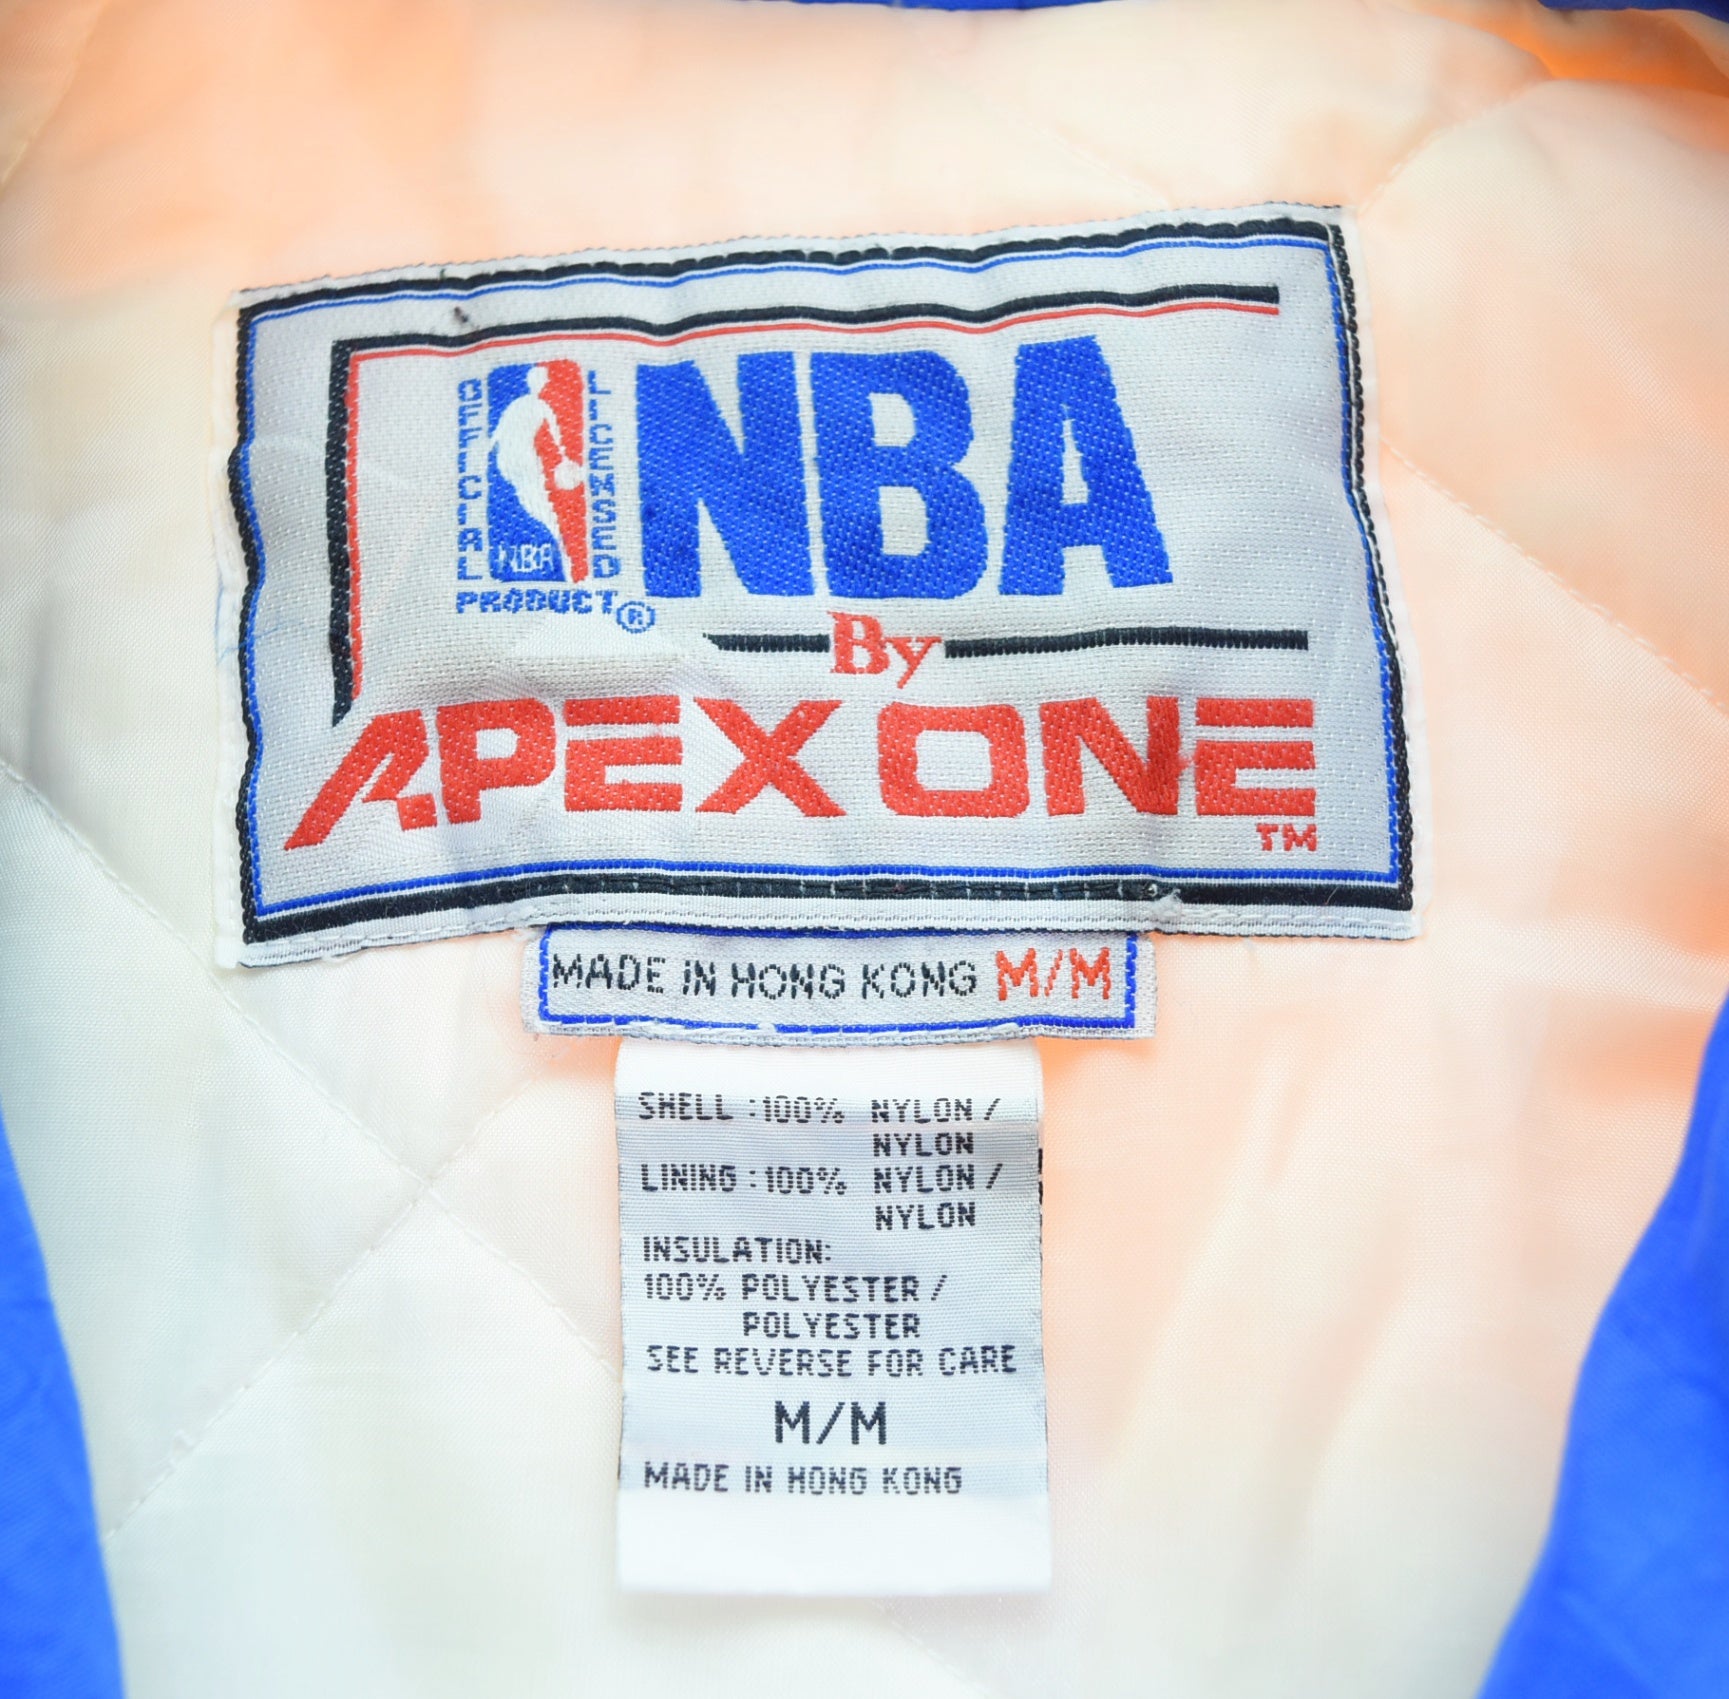 OFFICIAL
LICENSED
NBA
PRODUCT®
NBA
By
APEX ONE
TM
MADE IN HONG KONG M/M
SHELL : 100% NYLON /
NYLON
LINING : 100% NYLON /
NYLON
INSULATION:
100% POLYESTER /
POLYESTER
SEE REVERSE FOR CARE
M/M
MADE IN HONG KONG